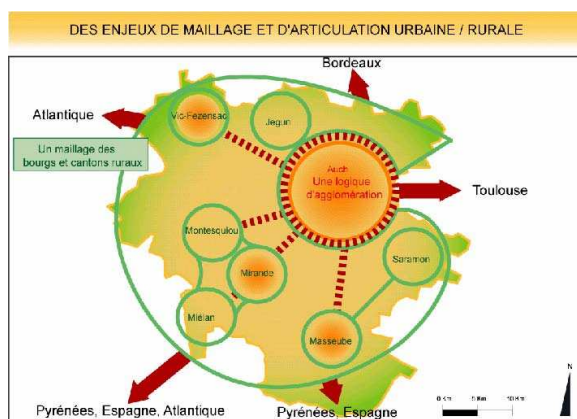 DES ENJEUX DE MAILLAGE ET D'ARTICULATION URBAINE / RURALE
Bordeaux
Atlantique
Vic-Fezensac
Jegun
Un maillage des
bourgs et cantons ruraux
Auch
Une logique
d'agglomération
Toulouse
Montesquiou
Saramon
Mirande
Miélan
Masseube
Pyrénées, Espagne, Atlantique
Pyrénées, Espagne
N